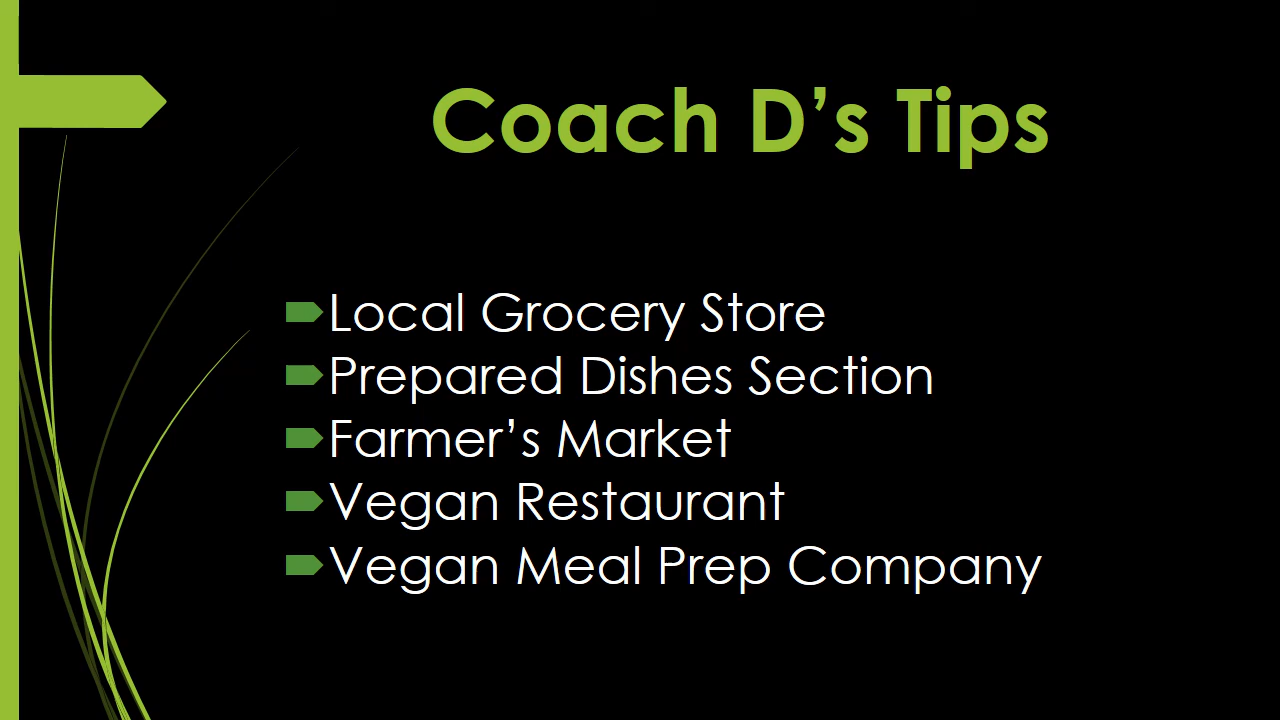 Coach D’s Tips
Local Grocery Store
Prepared Dishes Section
Farmer’s Market
Vegan Restaurant
Vegan Meal Prep Company